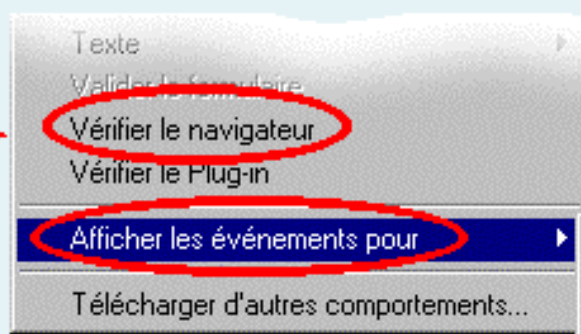 Texte
Valider le formulaire
Vérifier le navigateur
Vérifier le Plug-in
Afficher les événements pour
Télécharger d'autres comportements...